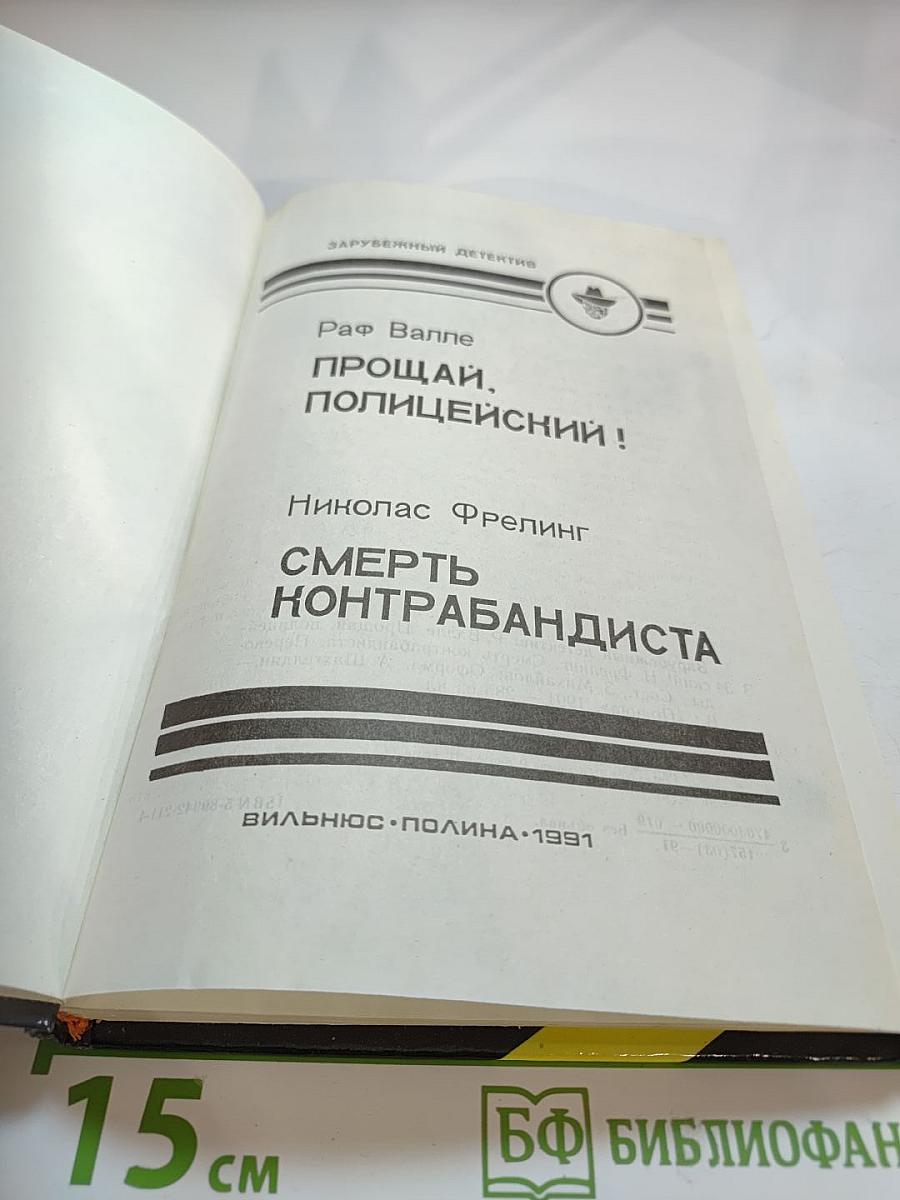 ЗАРУБЕЖНЫЙ ДЕТЕКТИВ
Раф Валле
ПРОЩАЙ,
ПОЛИЦЕЙСКИЙ!
Николас Фрелинг
СМЕРТЬ
КОНТРАБАНДИСТА
ВИЛЬНЮС•ПОЛИНА•1991
15 см
БФ БИБЛИОФАН